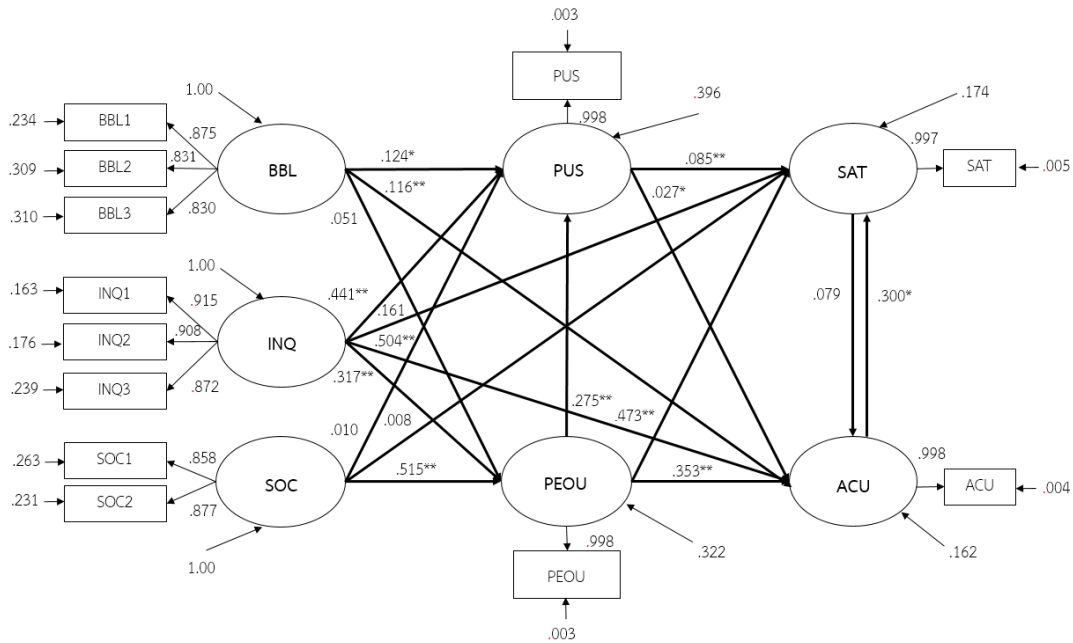 .003
PUS
1.00
.396
.174
.234
BBL1
.875
.998
.997
.309
BBL2
.831
BBL
.124*
PUS
.085**
SAT
SAT
.005
.116**
.027*
.310
BBL3
.830
.051
1.00
.163
INQ1
.915
.441**
.161
.079
.300*
.176
INQ2
.908
INQ
.504**
.239
INQ3
.872
.317**
.275**
.473**
.008
.010
.263
SOC1
.858
.998
.515**
.353**
.231
SOC2
.877
SOC
PEOU
ACU
ACU
.004
.998
.322
.162
1.00
PEOU
.003